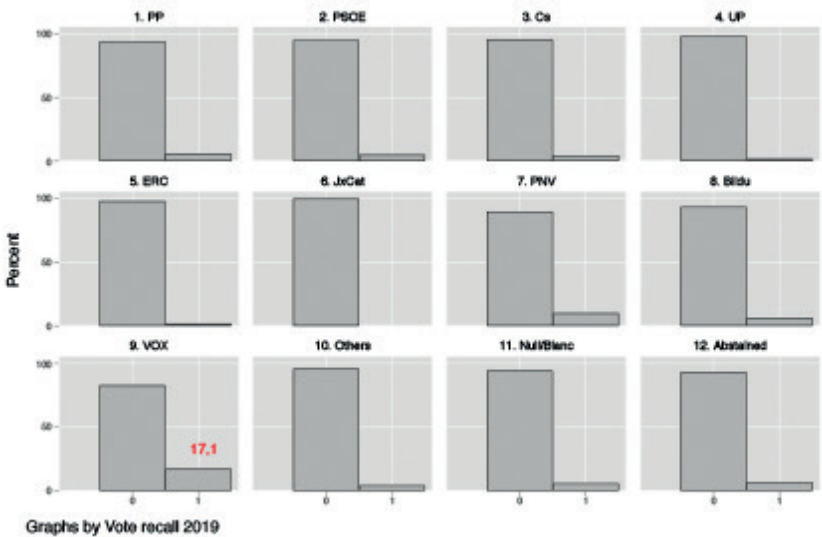 1. PP 2. PSOE 3. Cs 4. UP
100
50
0
5. ERC 6. JxCat 7. PNV 8. Bildu
100
50
0
Percent
9. VOX 10. Others 11. Null/Blanc 12. Abstained
100
50
0
17,1
0 1 0 1 0 1 0 1
Graphs by Vote recall 2019